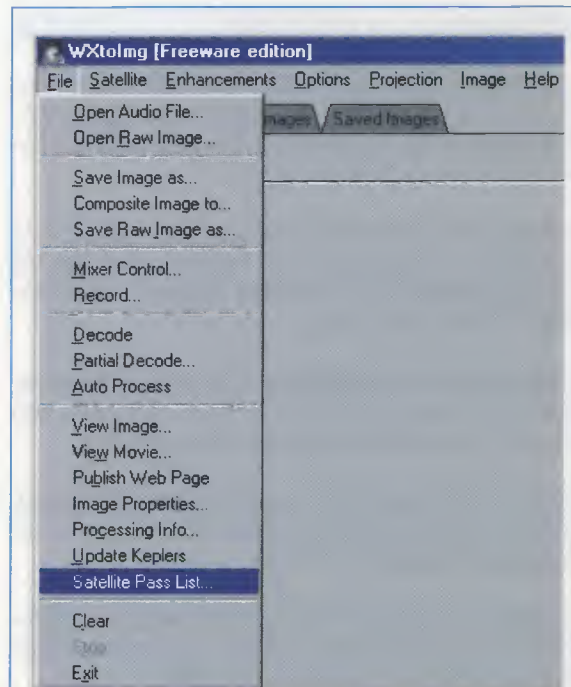 WXtoImg [Freeware edition]
File Satellite Enhancements Options Projection Image Help
Saved Images
Open Audio File...
Open Raw Image...
Save Image as...
Composite Image to...
Save Raw Image as...
Mixer Control...
Record...
Decode
Partial Decode...
Auto Process
View Image...
View Movie...
Publish Web Page
Image Properties...
Processing Info...
Update Keplers
Satellite Pass List...
Clear
Stop
Exit